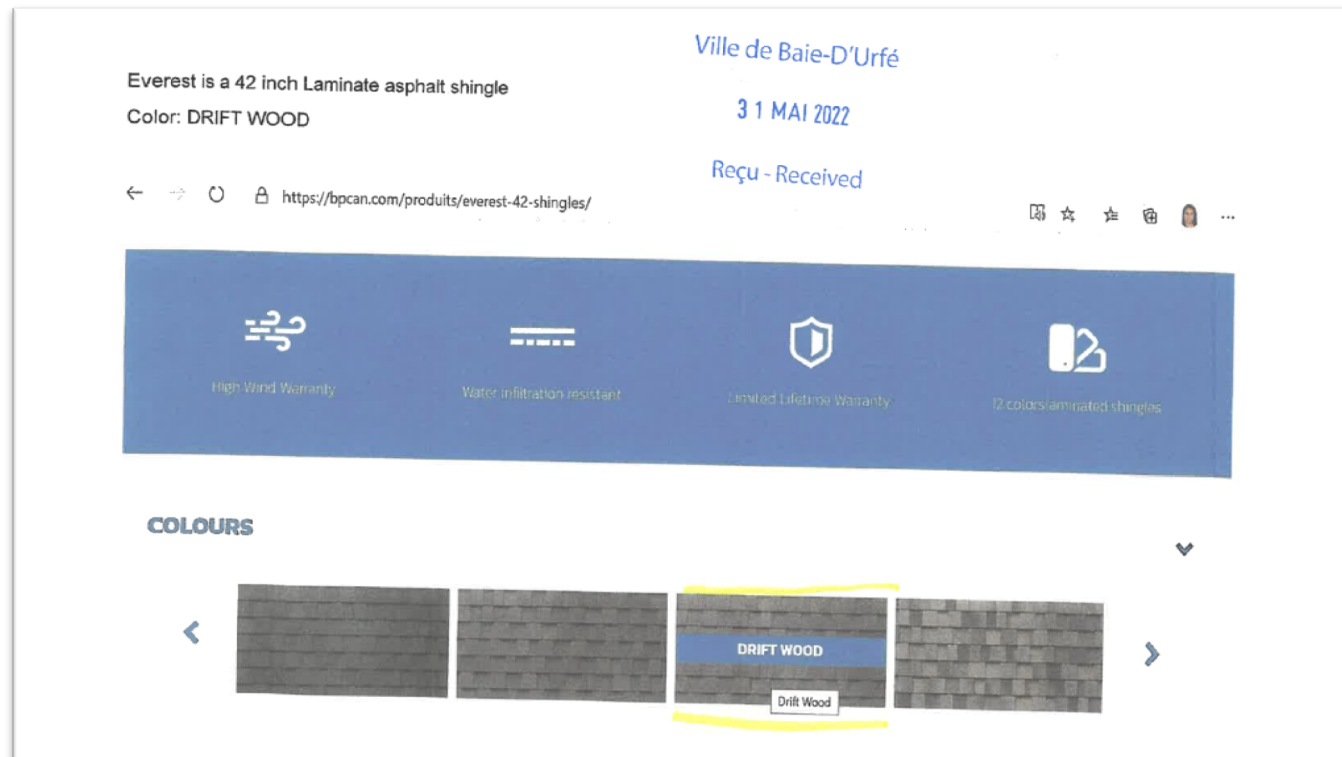 Everest is a 42 inch Laminate asphalt shingle
Color: DRIFT WOOD
Ville de Baie-D'Urfé
31 MAI 2022
Reçu - Received
https://bpcan.com/produits/everest-42-shingles/
High Wind Warranty
Water infiltration resistant
Limited Lifetime Warranty
12 colors laminated shingles
COLOURS
DRIFT WOOD
Drift Wood